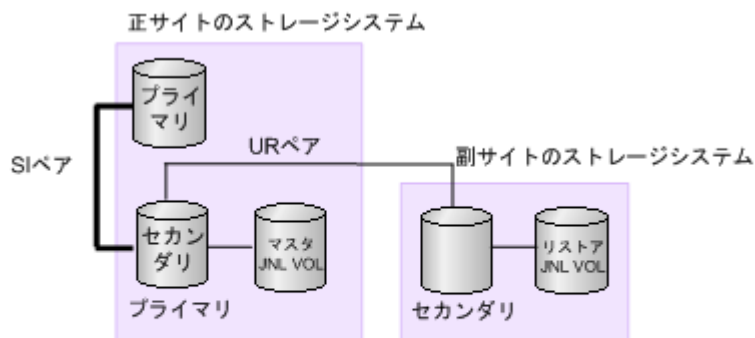 正サイトのストレージシステム
プライ
マリ
URペア
副サイトのストレージシステム
SIペア
セカン
ダリ
マスタ
JNL VOL
リストア
JNL VOL
プライマリ
セカンダリ